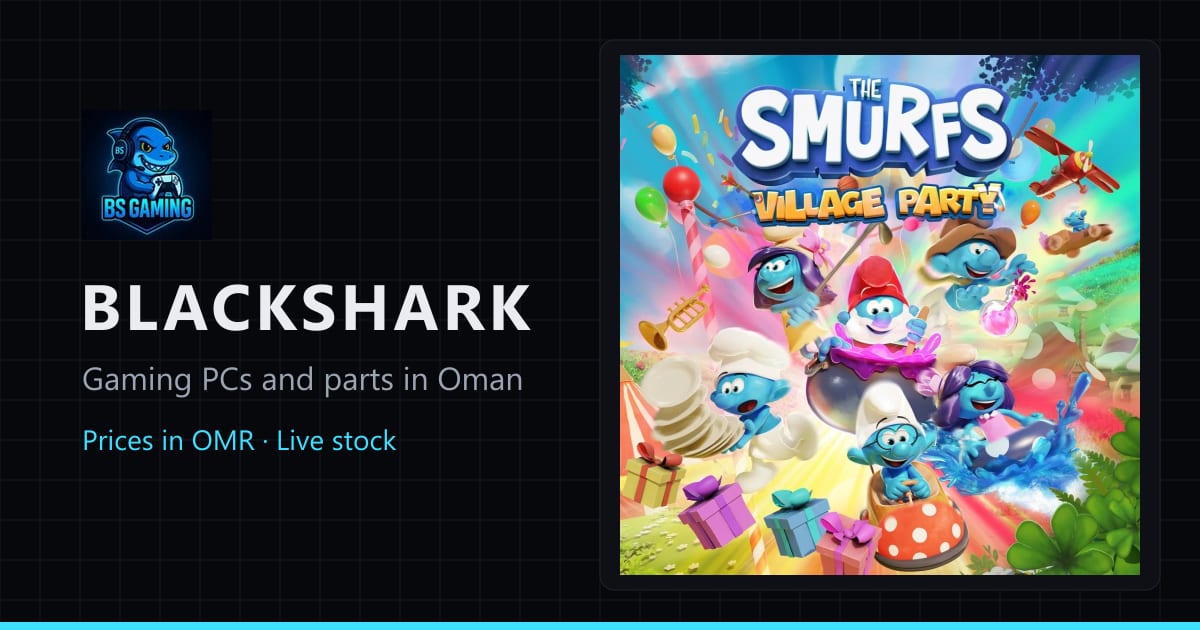 BS
BS GAMING
BLACKSHARK
Gaming PCs and parts in Oman
Prices in OMR · Live stock
THE
SMURFS
VILLAGE PARTY